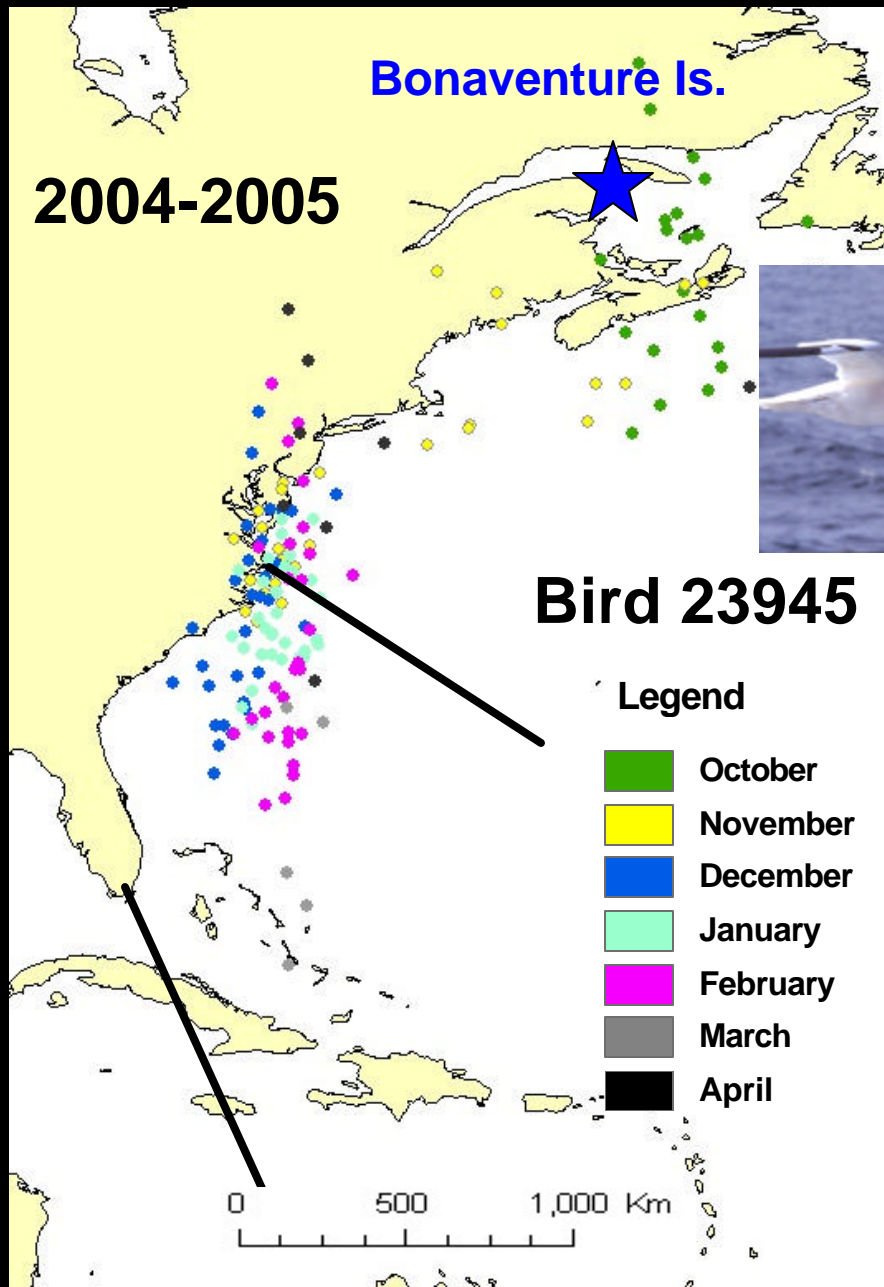 Bonaventure Is.
2004-2005
Bird 23945
Legend
October
November
December
January
February
March
April
0 500 1,000 Km